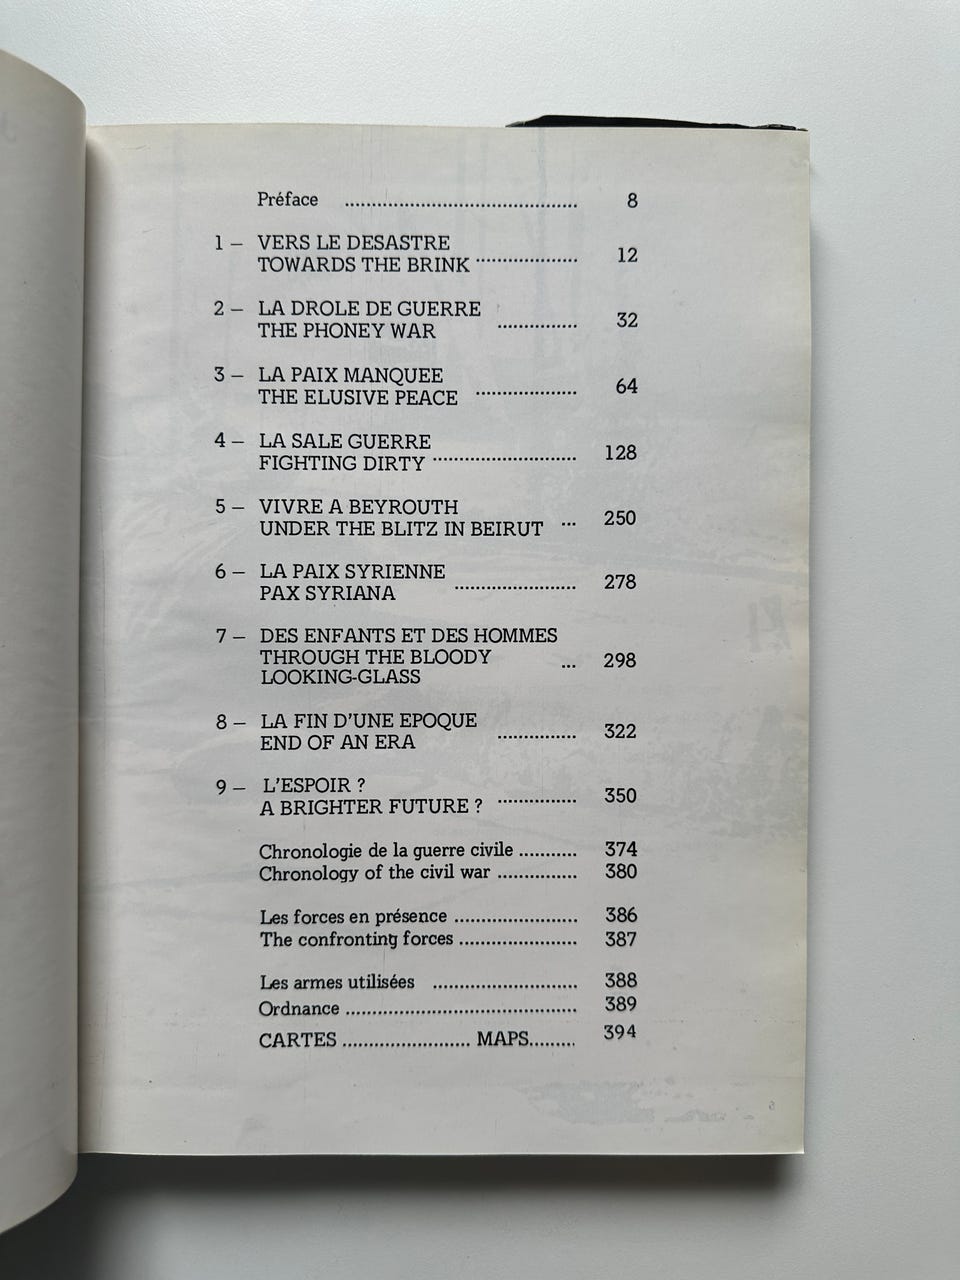 Préface ........................................... 8
1 – VERS LE DESASTRE
TOWARDS THE BRINK ................... 12
2 – LA DROLE DE GUERRE
THE PHONEY WAR ............... 32
3 – LA PAIX MANQUEE
THE ELUSIVE PEACE ................... 64
4 – LA SALE GUERRE
FIGHTING DIRTY ........................... 128
5 – VIVRE A BEYROUTH
UNDER THE BLITZ IN BEIRUT ... 250
6 – LA PAIX SYRIENNE
PAX SYRIANA ....................... 278
7 – DES ENFANTS ET DES HOMMES
THROUGH THE BLOODY ... 298
LOOKING-GLASS
8 – LA FIN D'UNE EPOQUE
END OF AN ERA ............... 322
9 – L'ESPOIR ?
A BRIGHTER FUTURE ? ............... 350
Chronologie de la guerre civile ........... 374
Chronology of the civil war ............... 380
Les forces en présence ....................... 386
The confronting forces ...................... 387
Les armes utilisées ........................... 388
Ordnance ........................................... 389
CARTES ........................ MAPS......... 394